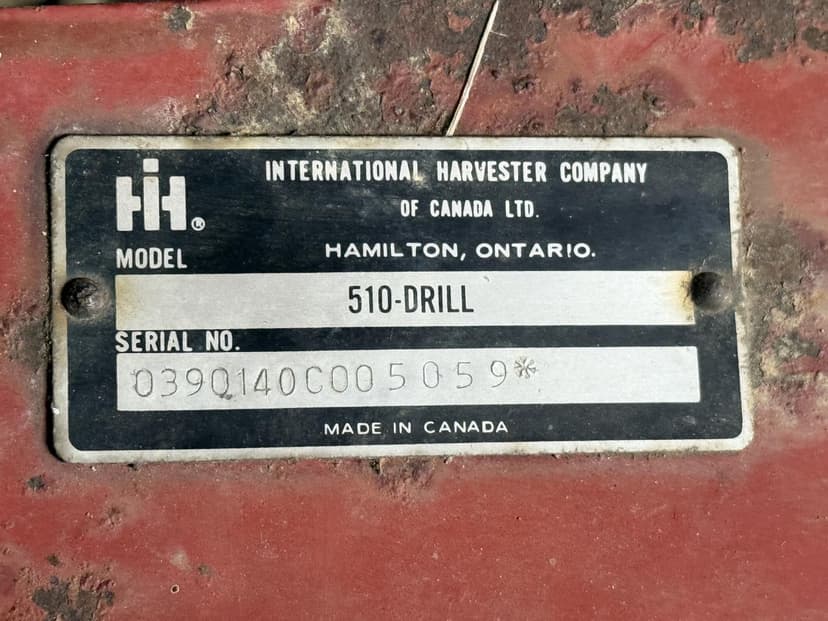 IH®
INTERNATIONAL HARVESTER COMPANY
OF CANADA LTD.
HAMILTON, ONTARIO.
MODEL
510-DRILL
SERIAL NO.
0390140C005059*
MADE IN CANADA